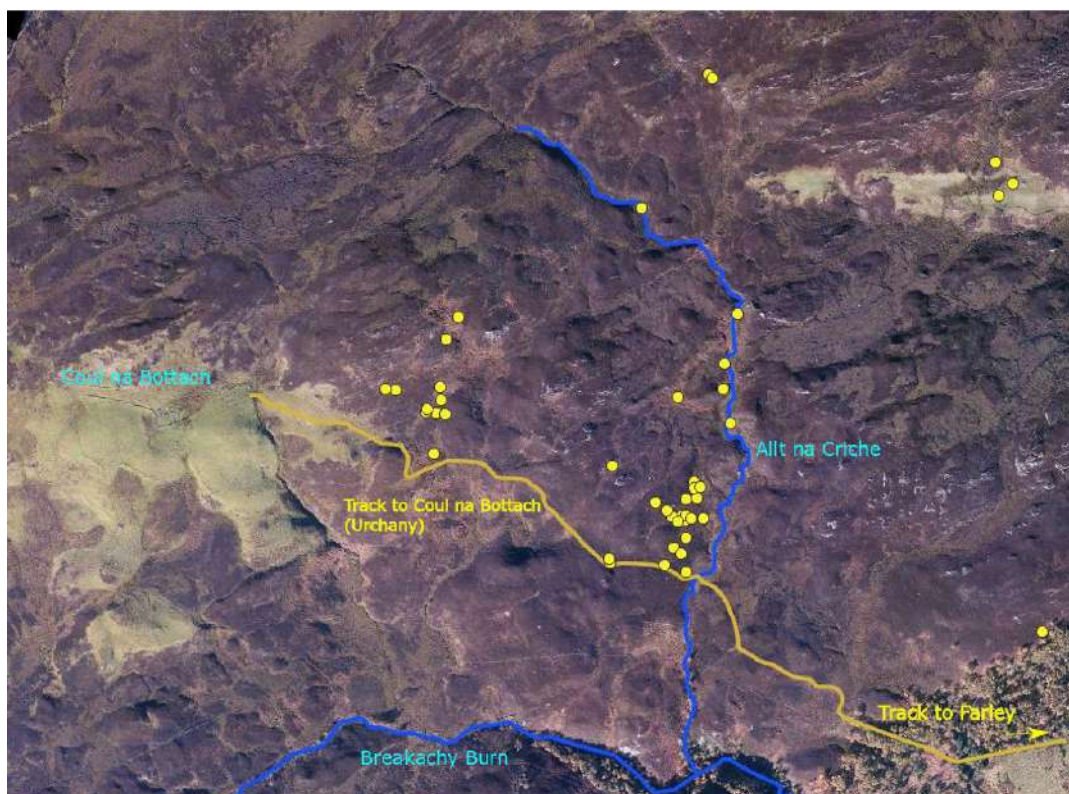 Coul na Bottach
Allt na Criche
Track to Coul na Bottach
(Urchany)
Track to Farley
Breakachy Burn